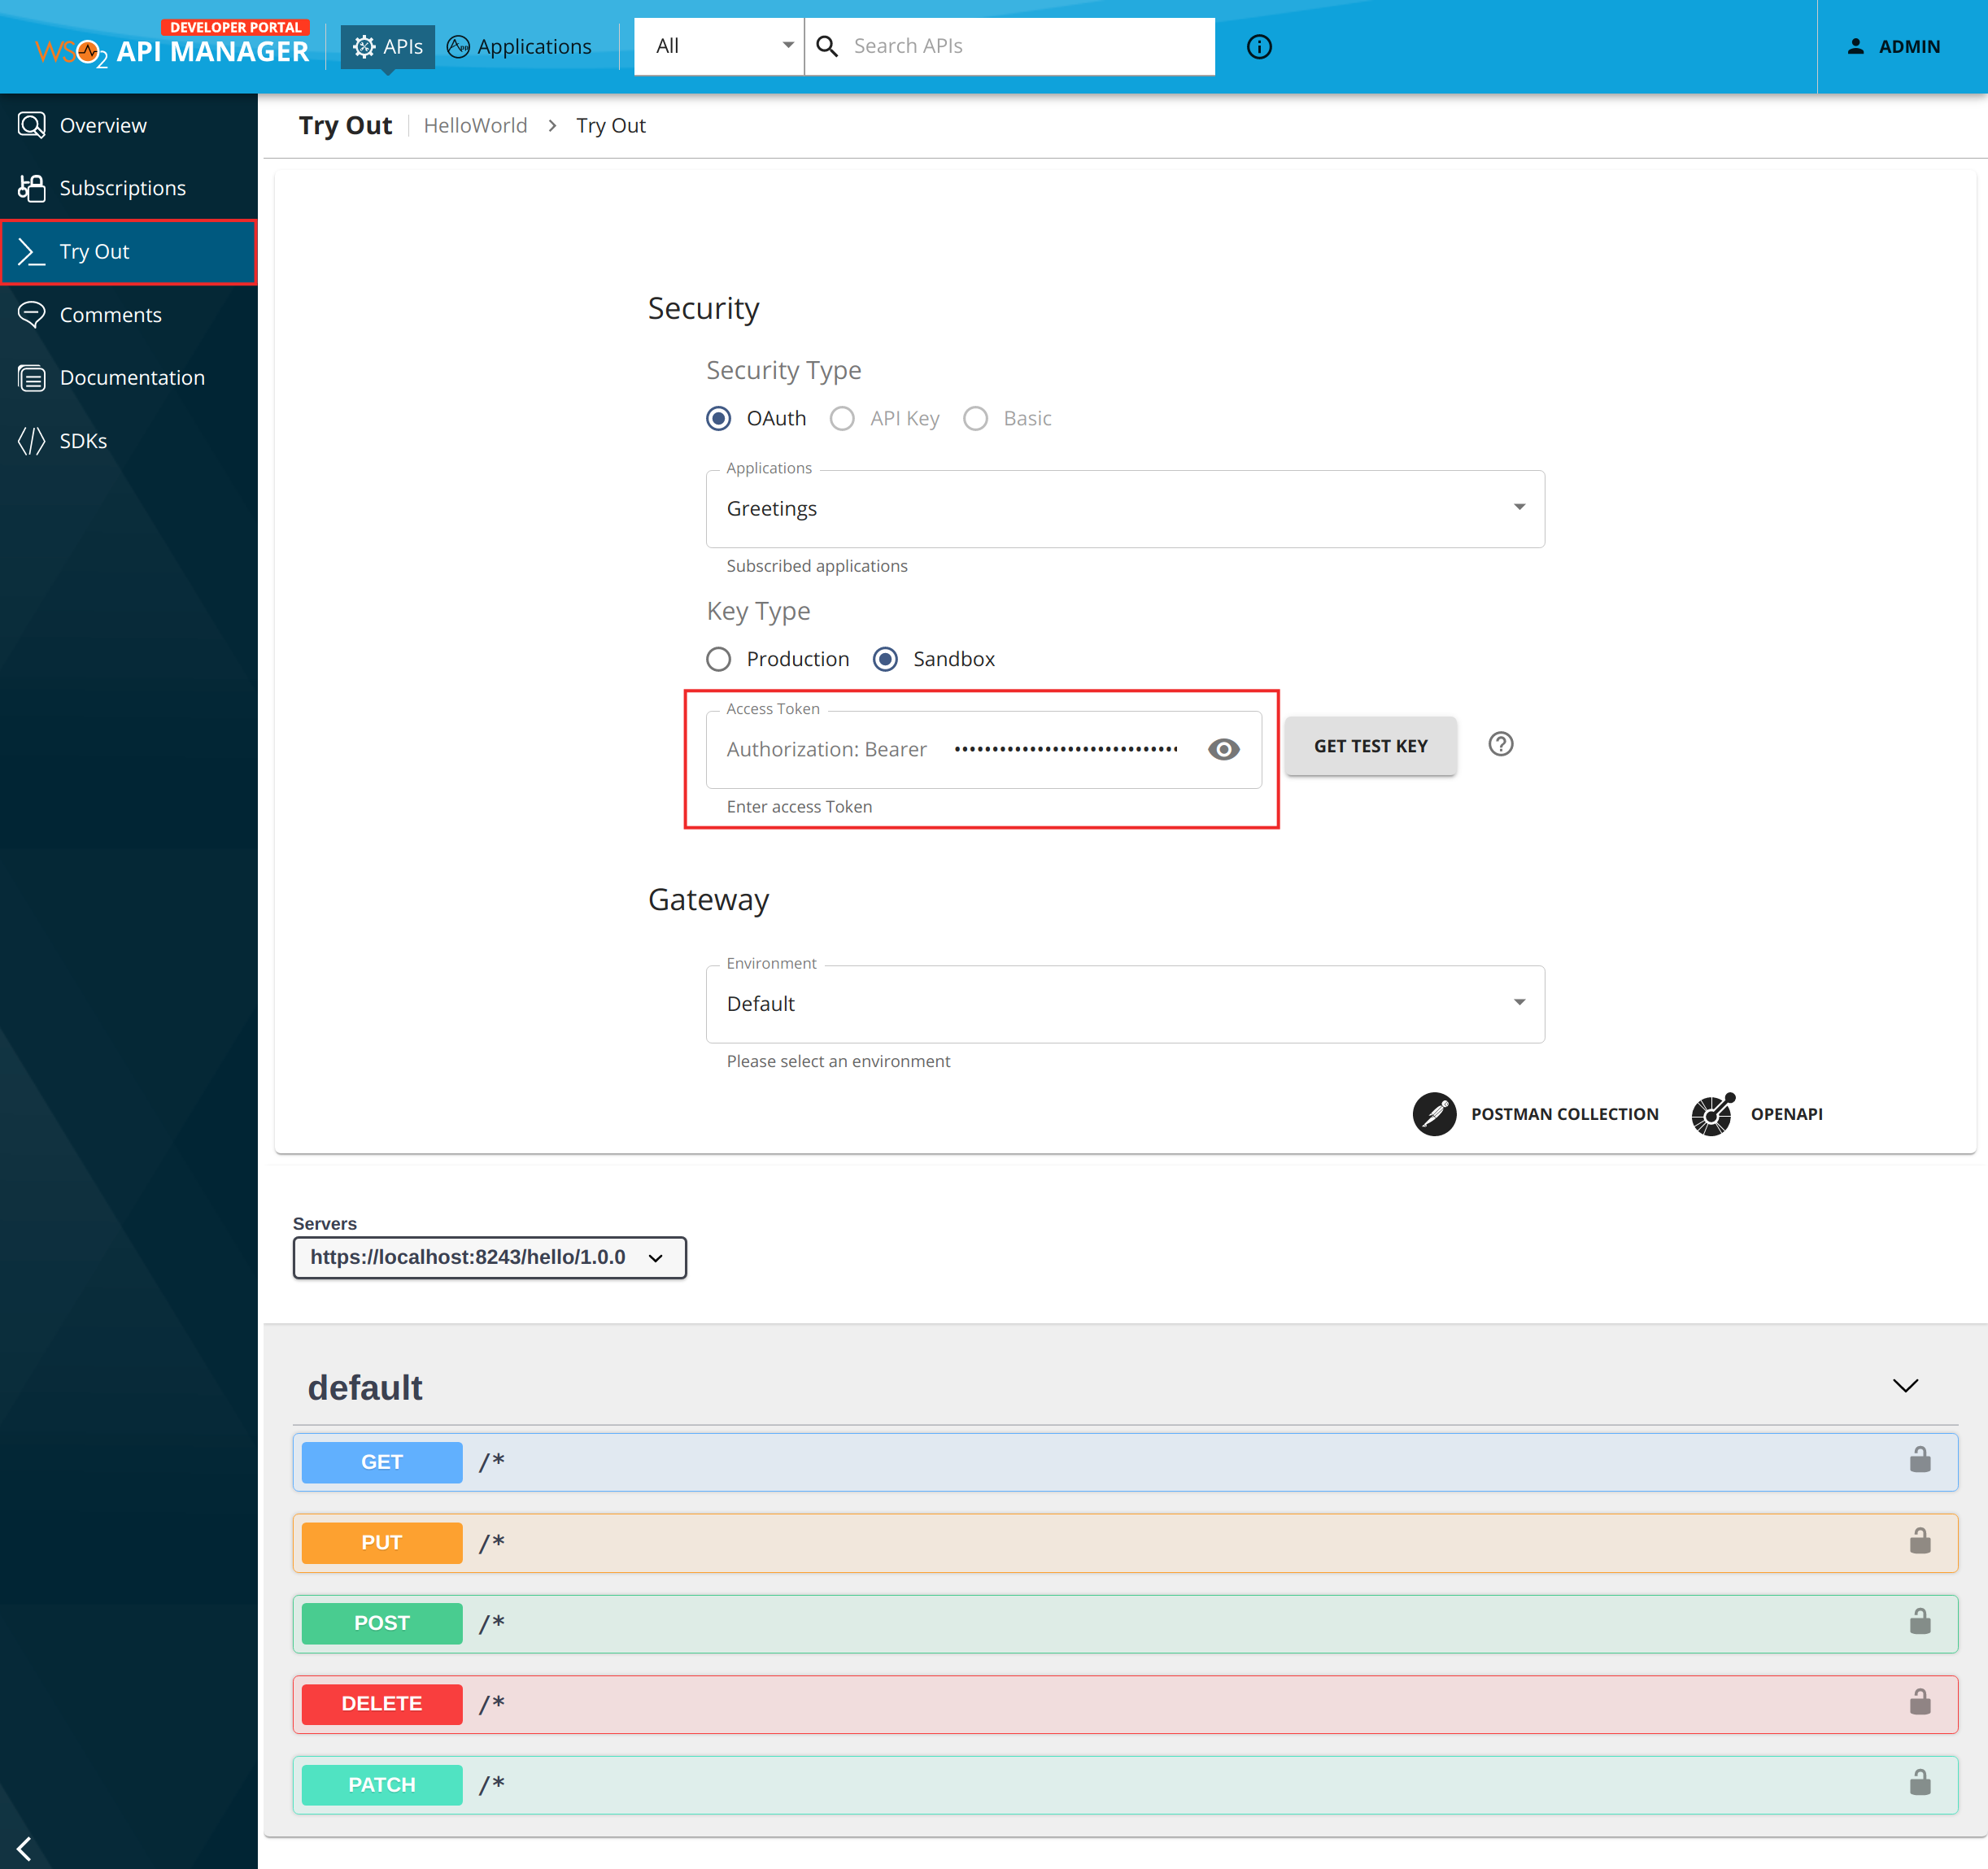 DEVELOPER PORTAL
WSO2 API MANAGER
APIs
Applications
All
Search APIs
ADMIN
Overview
Subscriptions
Try Out
Comments
Documentation
SDKs
Try Out
HelloWorld > Try Out
Security
Security Type
OAuth
API Key
Basic
Applications
Greetings
Subscribed applications
Key Type
Production
Sandbox
Access Token
Authorization: Bearer ••••••••••••••••••••••••••••••
GET TEST KEY
Enter access Token
Gateway
Environment
Default
Please select an environment
POSTMAN COLLECTION
OPENAPI
Servers
https://localhost:8243/hello/1.0.0
default
GET /*
PUT /*
POST /*
DELETE /*
PATCH /*